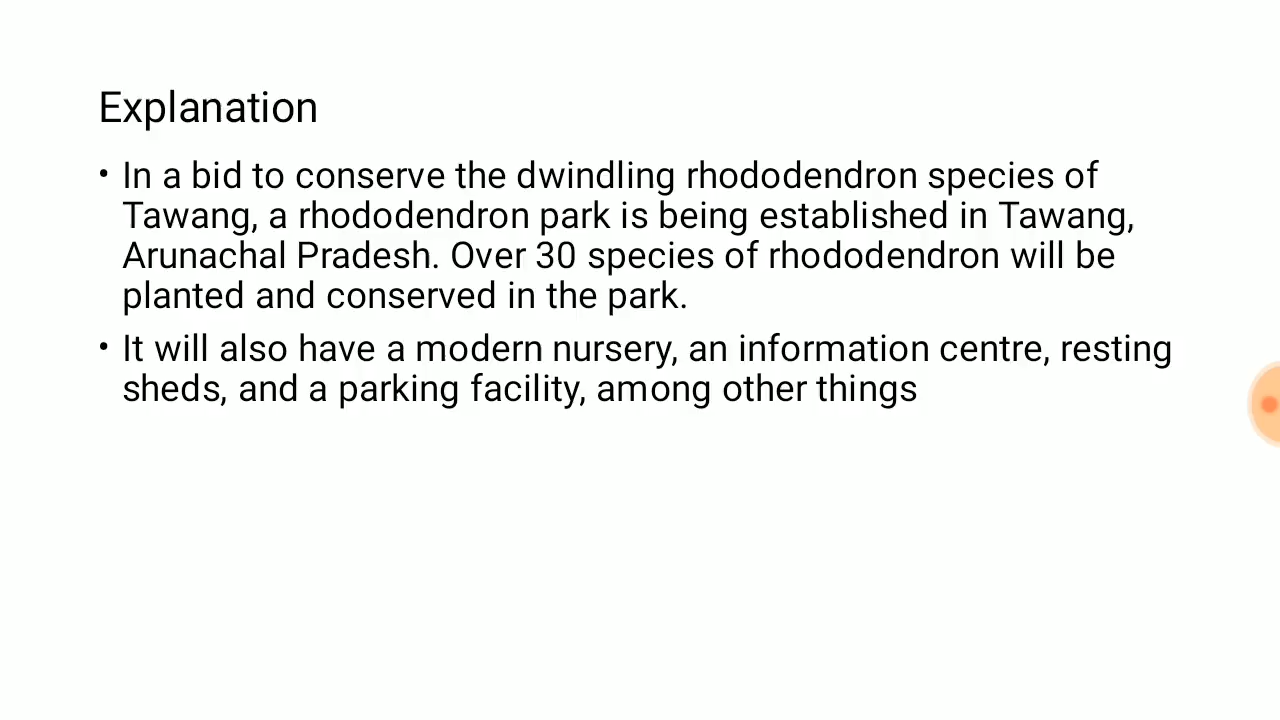 Explanation
• In a bid to conserve the dwindling rhododendron species of
Tawang, a rhododendron park is being established in Tawang,
Arunachal Pradesh. Over 30 species of rhododendron will be
planted and conserved in the park.
• It will also have a modern nursery, an information centre, resting
sheds, and a parking facility, among other things